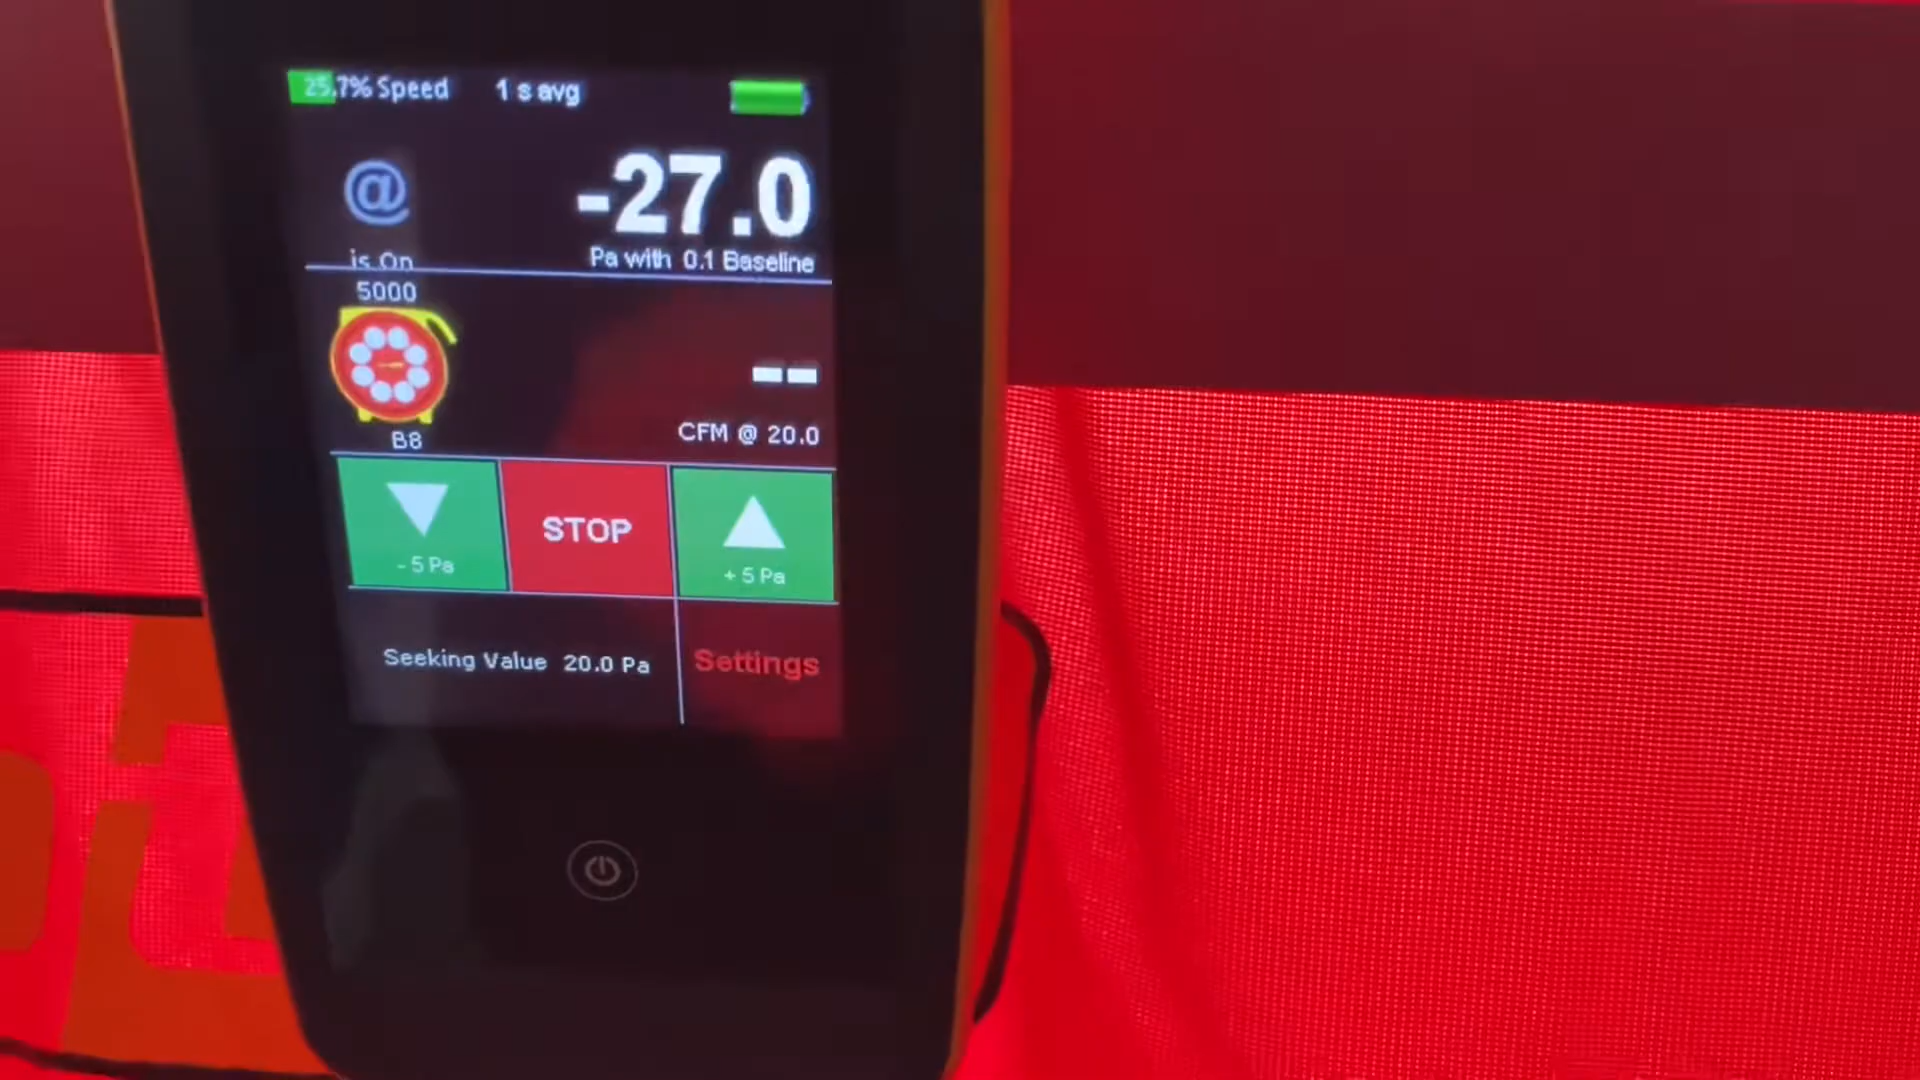 25.7% Speed 1 s avg
@ -27.0
is On Pa with 0.1 Baseline
5000
--
B8 CFM @ 20.0
STOP
- 5 Pa + 5 Pa
Seeking Value 20.0 Pa Settings